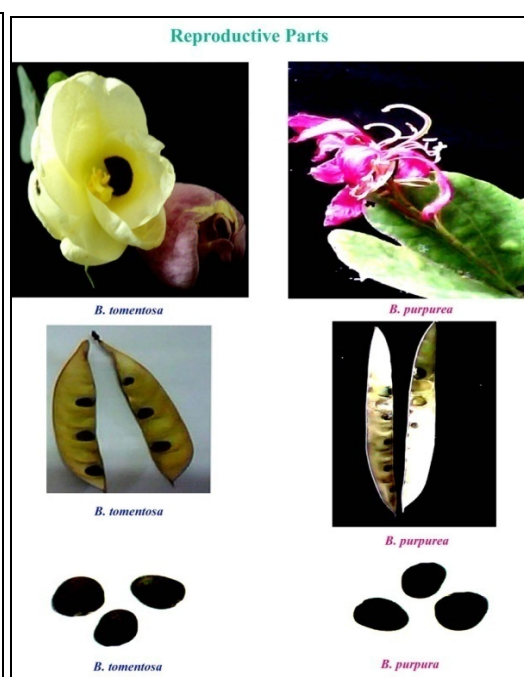 Reproductive Parts
B. tomentosa
B. purpurea
B. tomentosa
B. purpurea
B. tomentosa
B. purpura